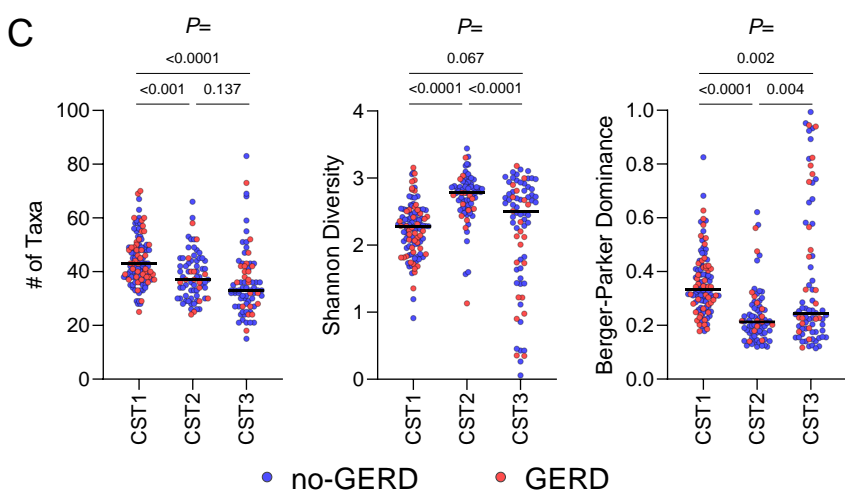 C
P=
P=
P=
<0.0001
0.067
0.002
<0.001
0.137
<0.0001
<0.0001
<0.0001
0.004
# of Taxa
100
80
60
40
20
0
CST1
CST2
CST3
Shannon Diversity
4
3
2
1
0
CST1
CST2
CST3
Berger-Parker Dominance
1.0
0.8
0.6
0.4
0.2
0.0
CST1
CST2
CST3
no-GERD
GERD